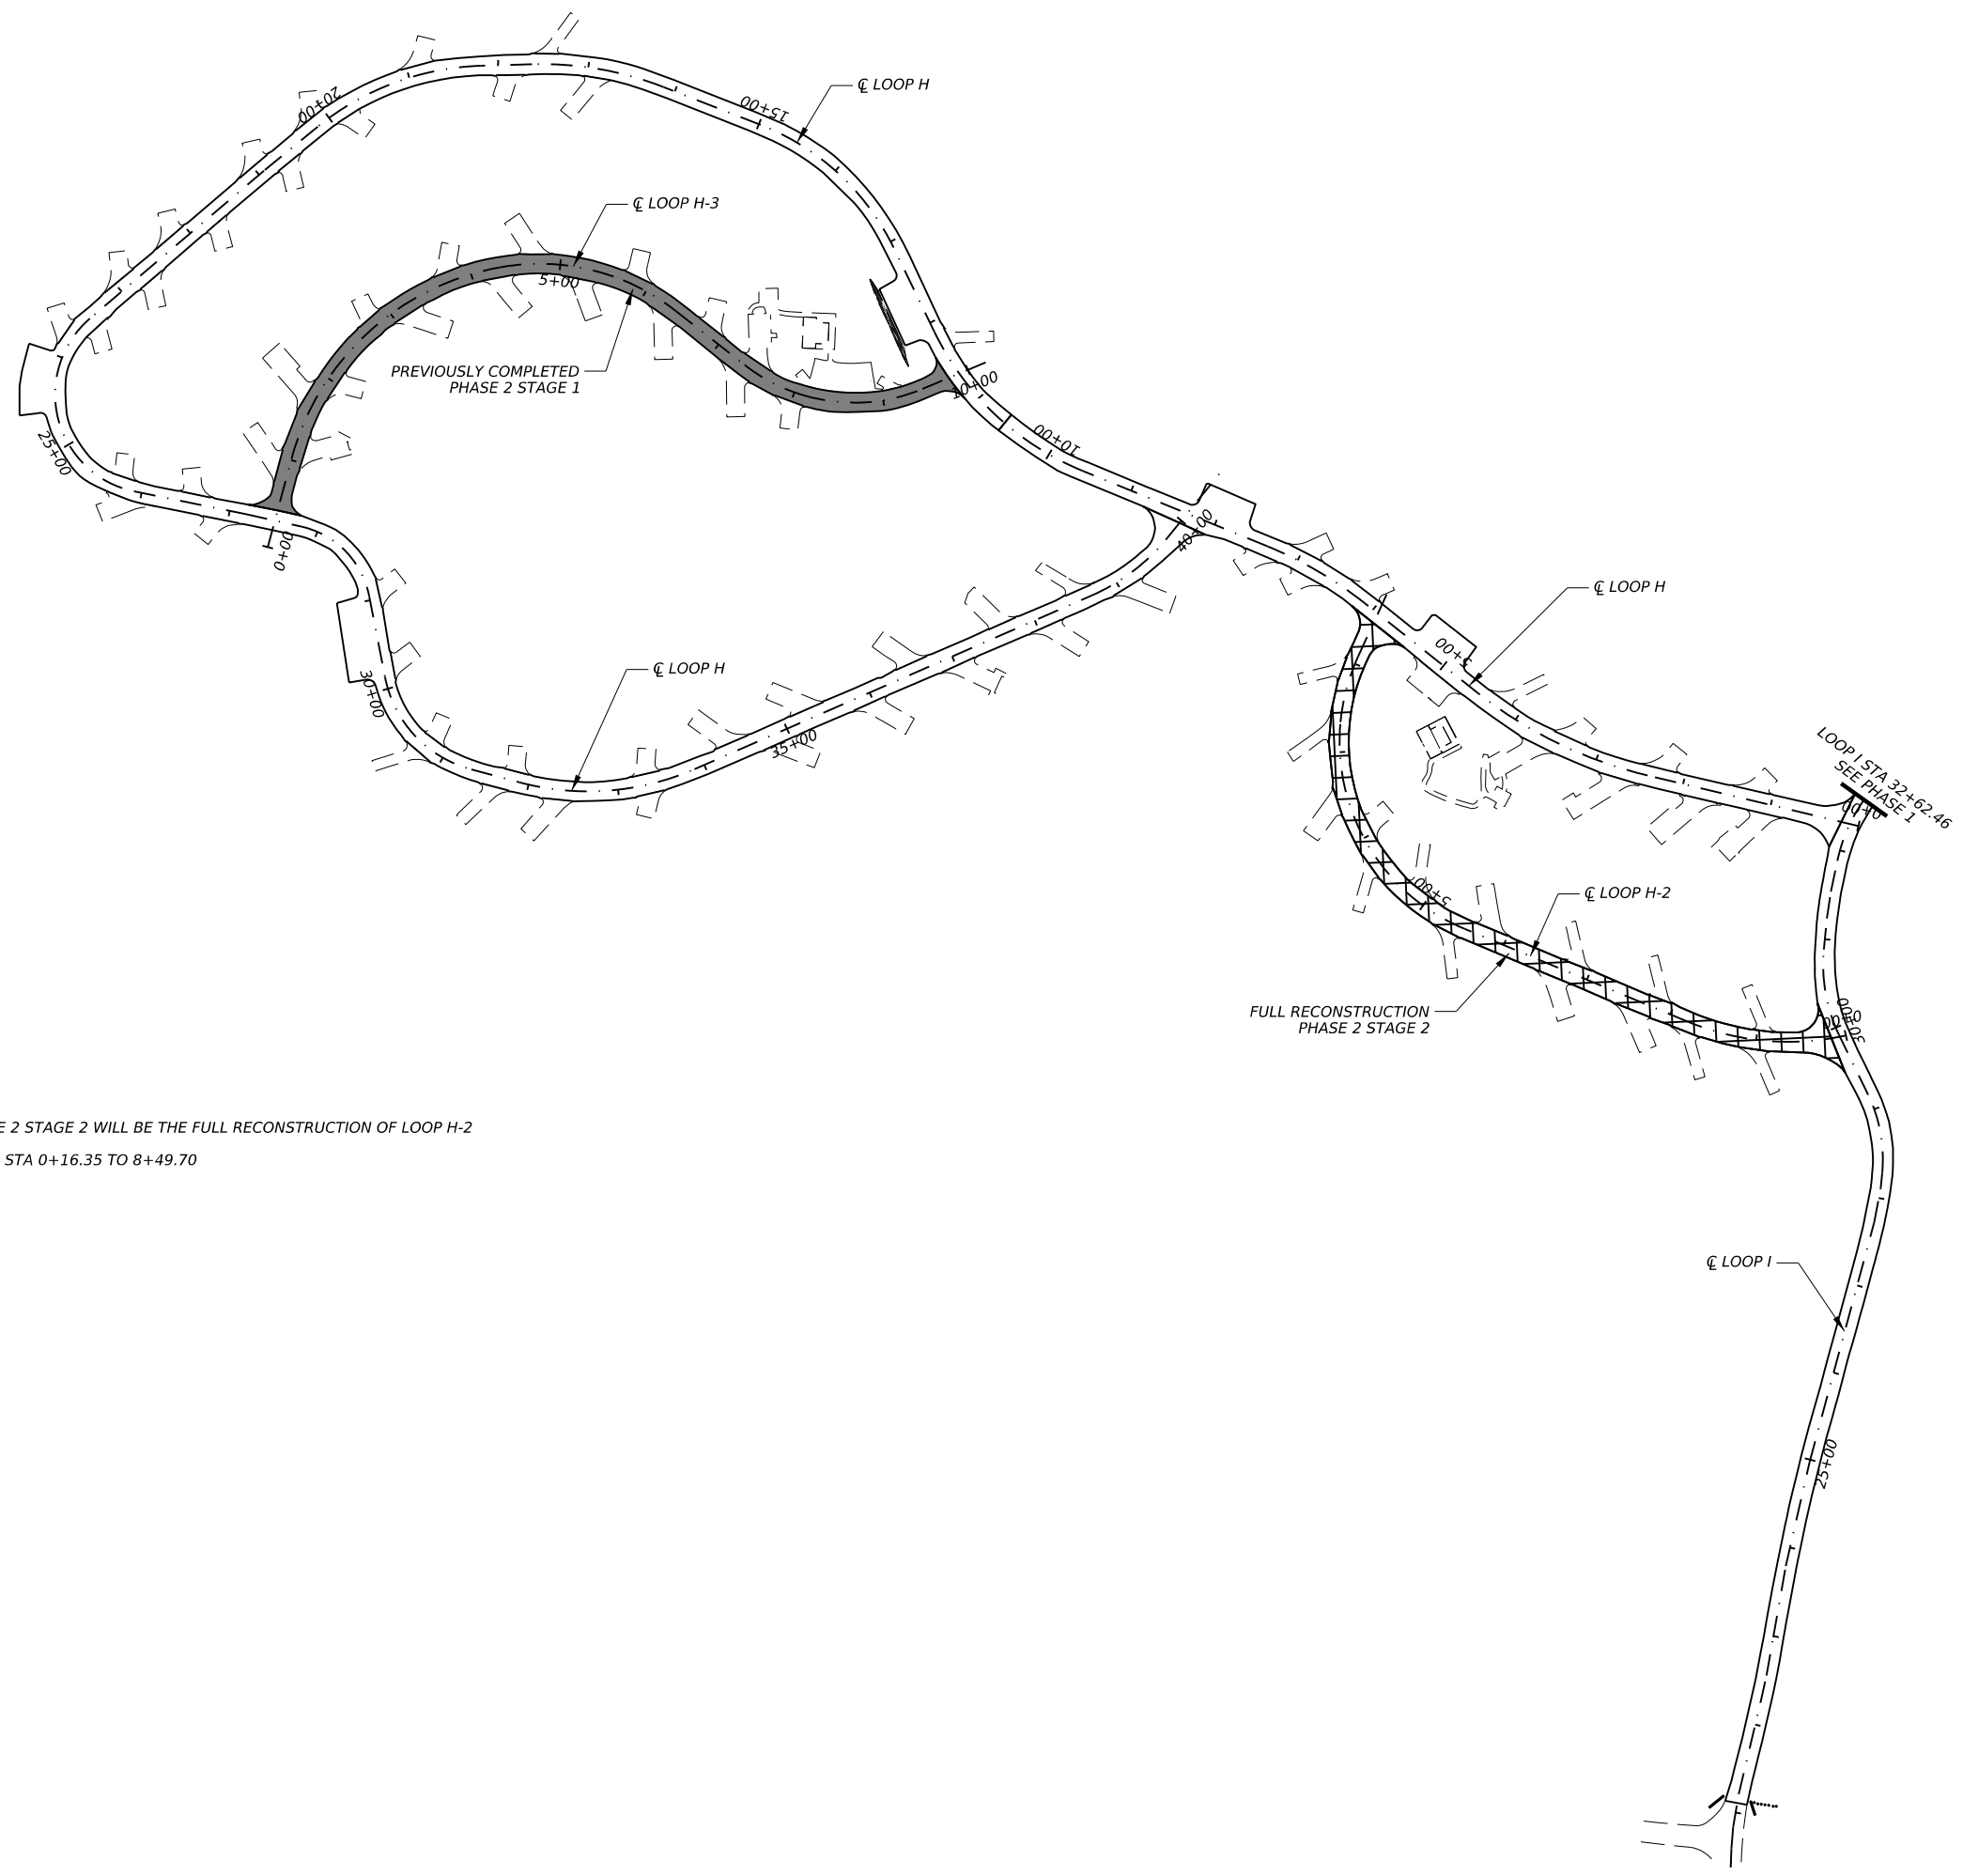 ℄ LOOP H
20+00
15+00
℄ LOOP H-3
5+00
PREVIOUSLY COMPLETED
PHASE 2 STAGE 1
10+00
10+00
25+00
0+00
40+00
℄ LOOP H
5+00
℄ LOOP H
30+00
35+00
LOOP I STA 32+62.46
SEE PHASE 1
0+00
5+00
℄ LOOP H-2
FULL RECONSTRUCTION
PHASE 2 STAGE 2
0+00
30+00
E 2 STAGE 2 WILL BE THE FULL RECONSTRUCTION OF LOOP H-2
STA 0+16.35 TO 8+49.70
℄ LOOP I
25+00